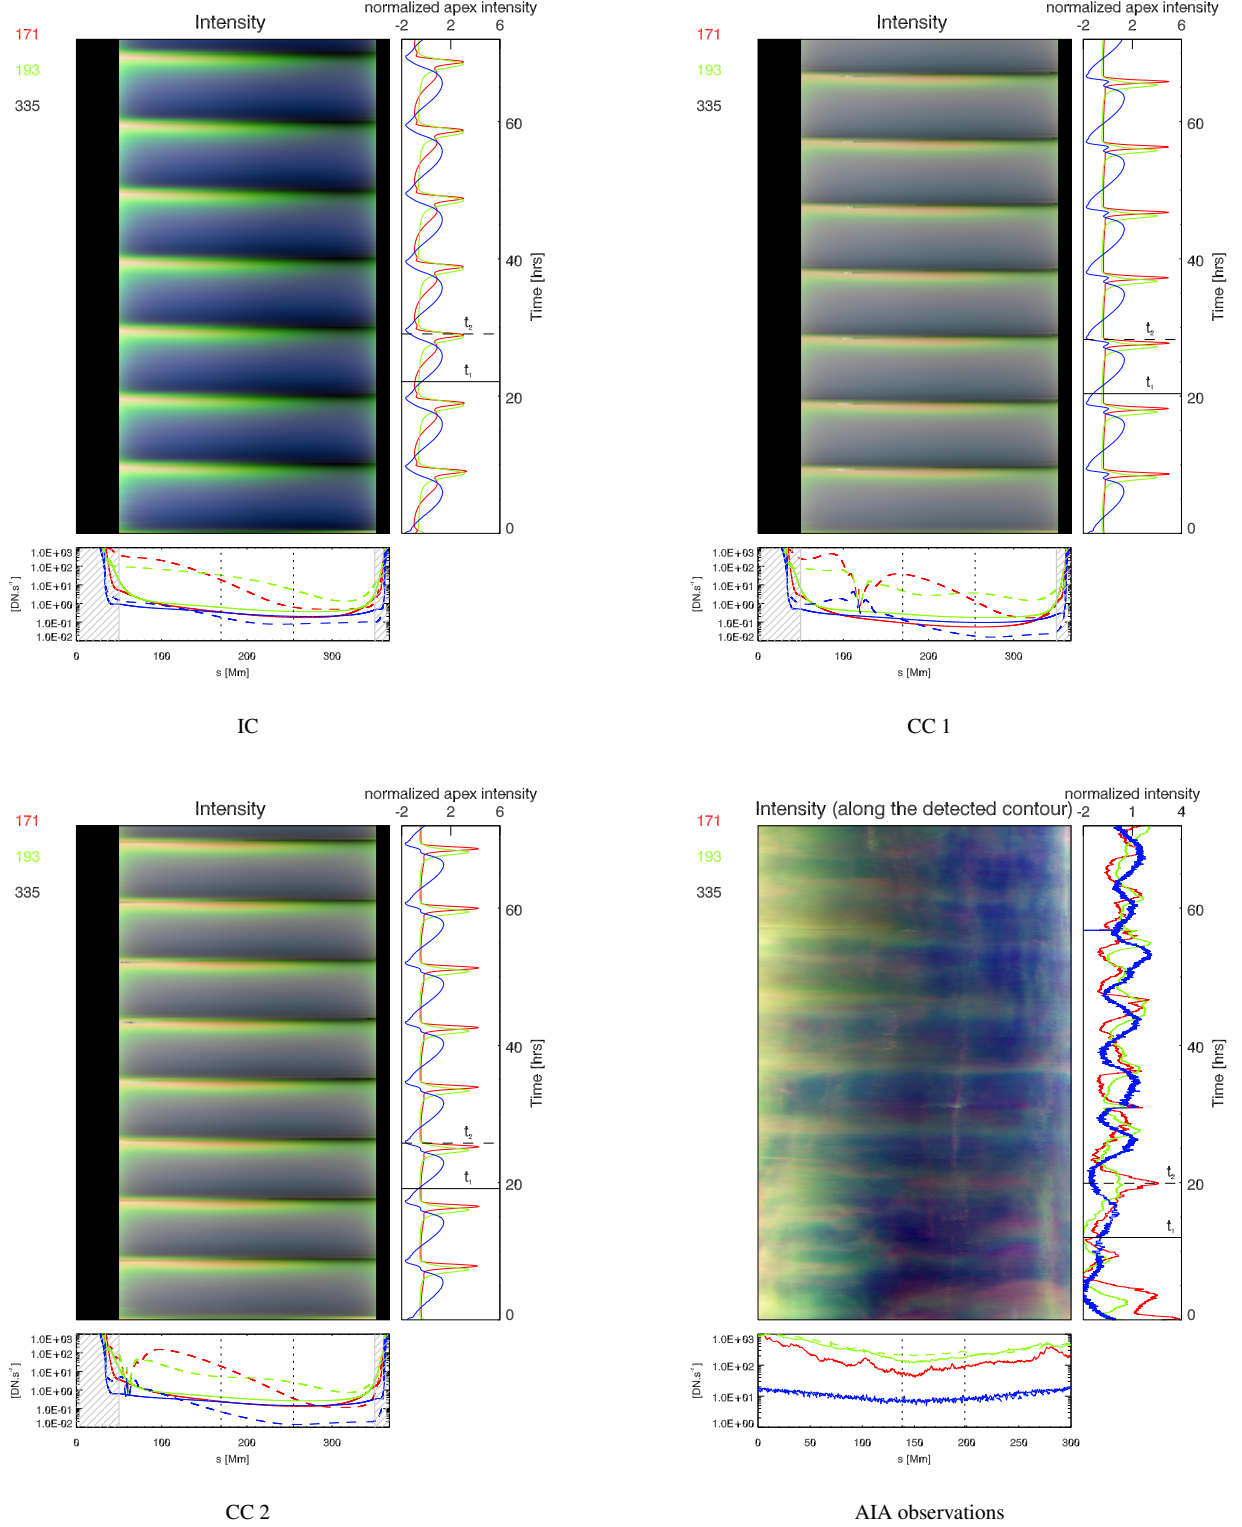 Intensity
normalized apex intensity
-2 2 6
171
193
335
60
40
20
0
Time [hrs]
t2
t1
1.0E+03
1.0E+02
1.0E+01
1.0E+00
1.0E-01
1.0E-02
[DN.s-1]
0 100 200 300
s [Mm]
IC
Intensity
normalized apex intensity
-2 2 6
171
193
335
60
40
20
0
Time [hrs]
t2
t1
1.0E+03
1.0E+02
1.0E+01
1.0E+00
1.0E-01
1.0E-02
[DN.s-1]
0 100 200 300
s [Mm]
CC 1
Intensity
normalized apex intensity
-2 2 6
171
193
335
60
40
20
0
Time [hrs]
t2
t1
1.0E+03
1.0E+02
1.0E+01
1.0E+00
1.0E-01
1.0E-02
[DN.s-1]
0 100 200 300
s [Mm]
CC 2
Intensity (along the detected contour)
normalized intensity
-2 1 4
171
193
335
60
40
20
0
Time [hrs]
t2
t1
1.0E+03
1.0E+02
1.0E+01
1.0E+00
[DN.s-1]
0 50 100 150 200 250 300
s [Mm]
AIA observations